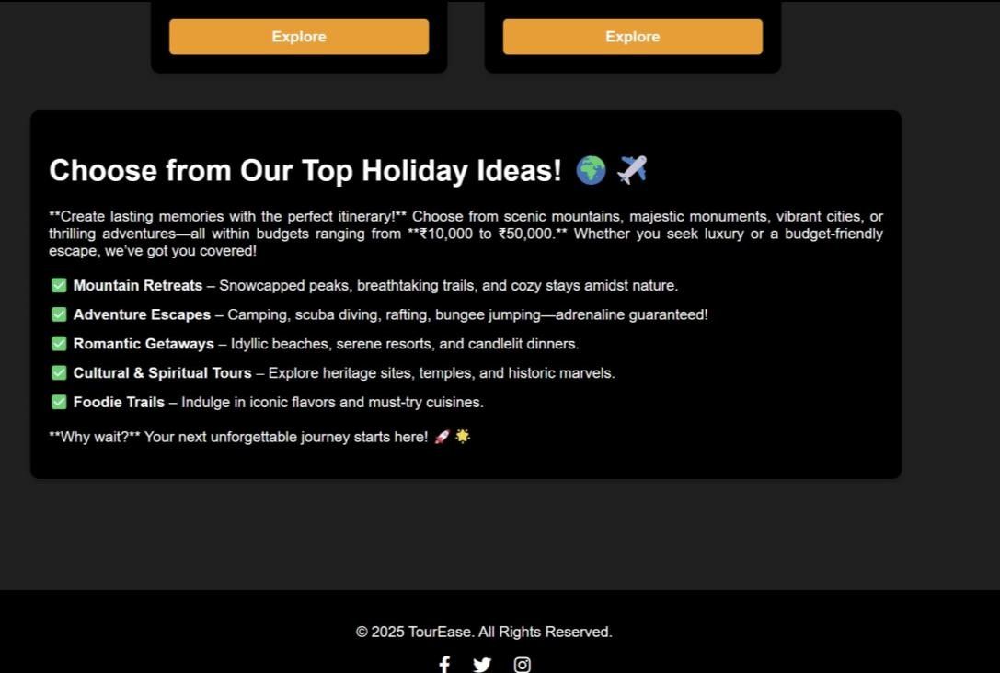 Explore
Explore
Choose from Our Top Holiday Ideas! 🌍 ✈️
**Create lasting memories with the perfect itinerary!** Choose from scenic mountains, majestic monuments, vibrant cities, or
thrilling adventures—all within budgets ranging from **₹10,000 to ₹50,000.** Whether you seek luxury or a budget-friendly
escape, we’ve got you covered!
✅ Mountain Retreats – Snowcapped peaks, breathtaking trails, and cozy stays amidst nature.
✅ Adventure Escapes – Camping, scuba diving, rafting, bungee jumping—adrenaline guaranteed!
✅ Romantic Getaways – Idyllic beaches, serene resorts, and candlelit dinners.
✅ Cultural & Spiritual Tours – Explore heritage sites, temples, and historic marvels.
✅ Foodie Trails – Indulge in iconic flavors and must-try cuisines.
**Why wait?** Your next unforgettable journey starts here! 🚀 🌟
© 2025 TourEase. All Rights Reserved.